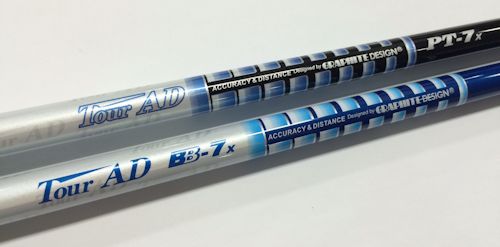 Tour AD ACCURACY & DISTANCE Designed by GRAPHITE DESIGN® PT-7x
Tour AD BB-7x ACCURACY & DISTANCE Designed by GRAPHITE DESIGN®